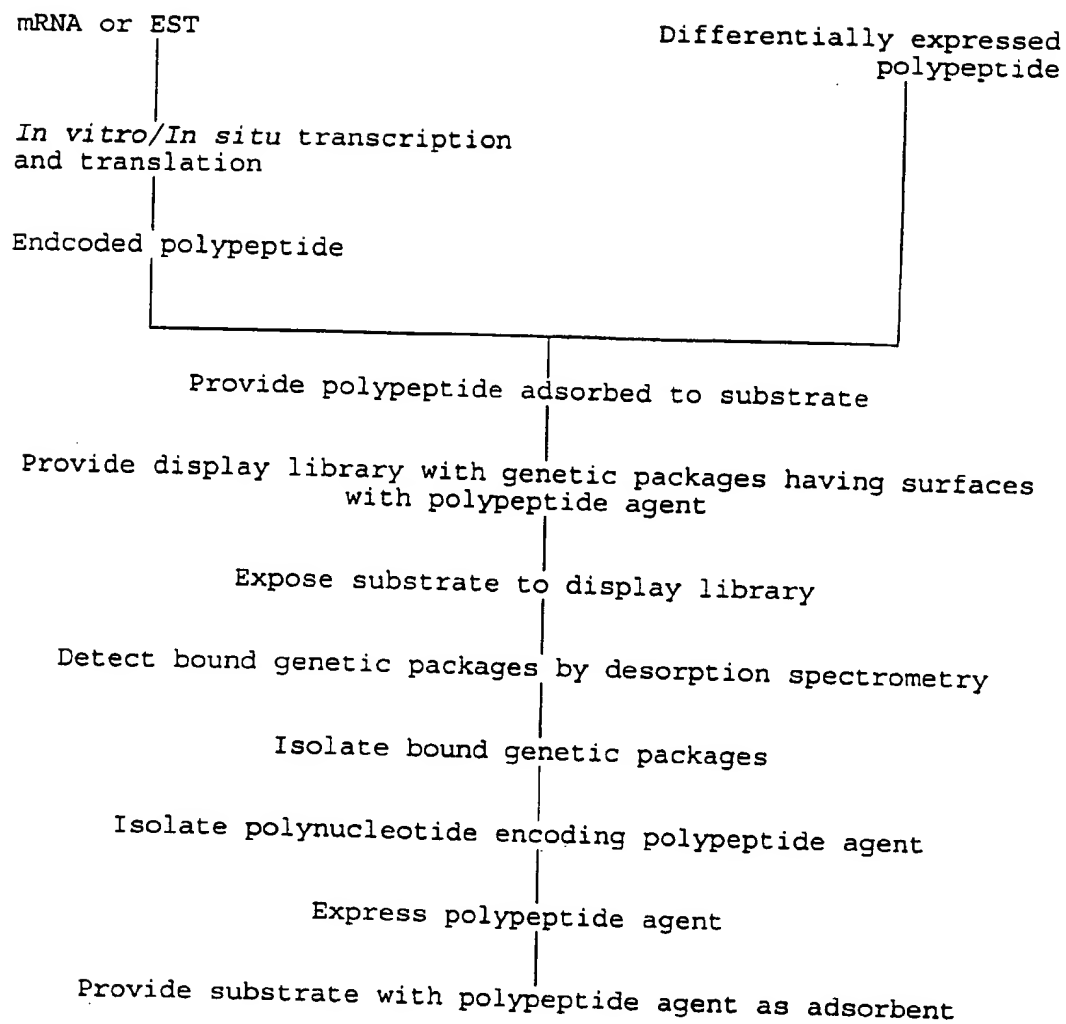 mRNA or EST
Differentially expressed
polypeptide
In vitro/In situ transcription
and translation
Endcoded polypeptide
Provide polypeptide adsorbed to substrate
Provide display library with genetic packages having surfaces
with polypeptide agent
Expose substrate to display library
Detect bound genetic packages by desorption spectrometry
Isolate bound genetic packages
Isolate polynucleotide encoding polypeptide agent
Express polypeptide agent
Provide substrate with polypeptide agent as adsorbent